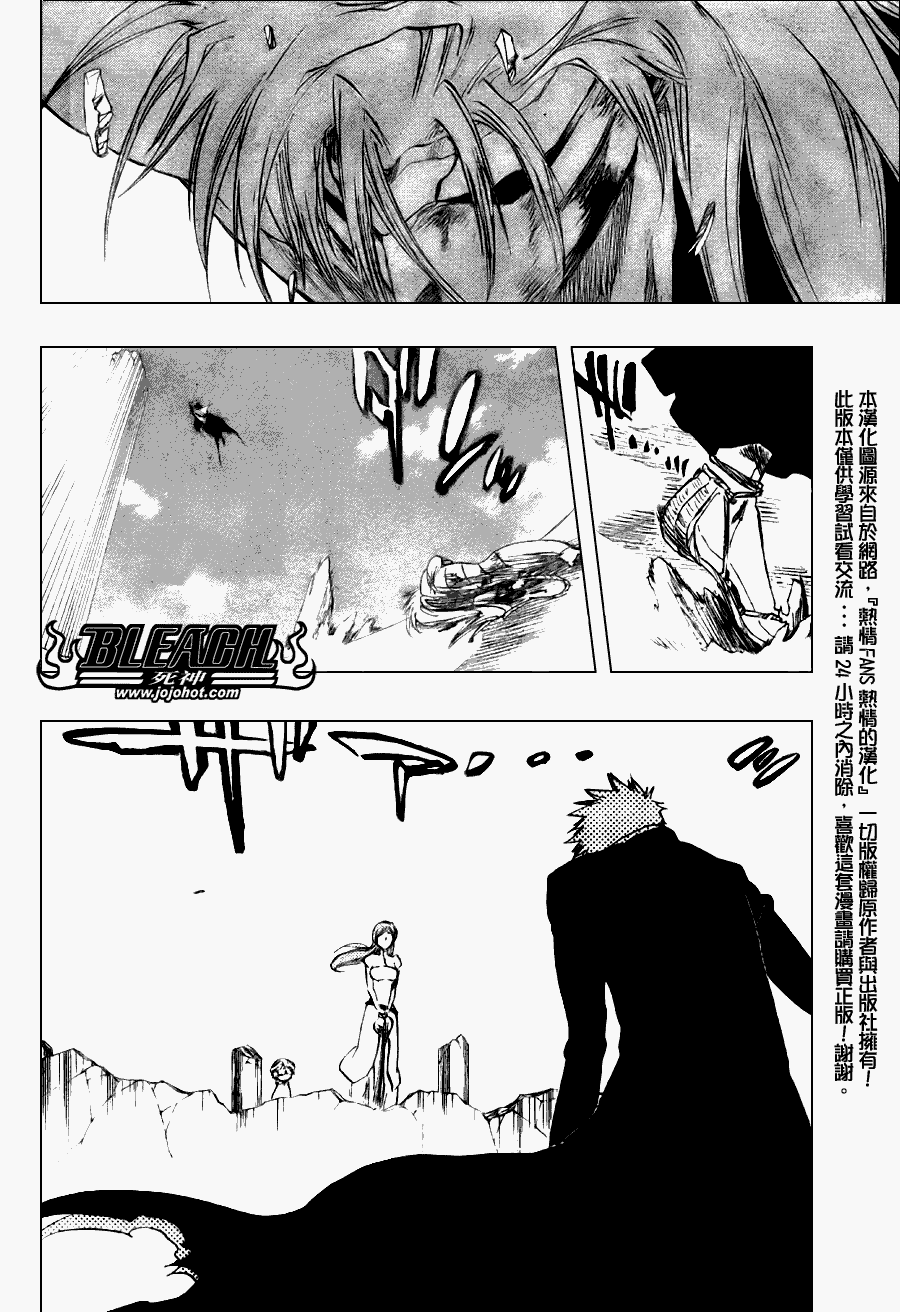 本漢化圖源來自於網路，『熱情FANS熱情的漢化』一切版權歸原作者與出版社擁有！
此版本僅供學習試看交流...請24小時之內消除，喜歡這套漫畫請購買正版！謝謝。
BLEACH
死神
www.jojohot.com